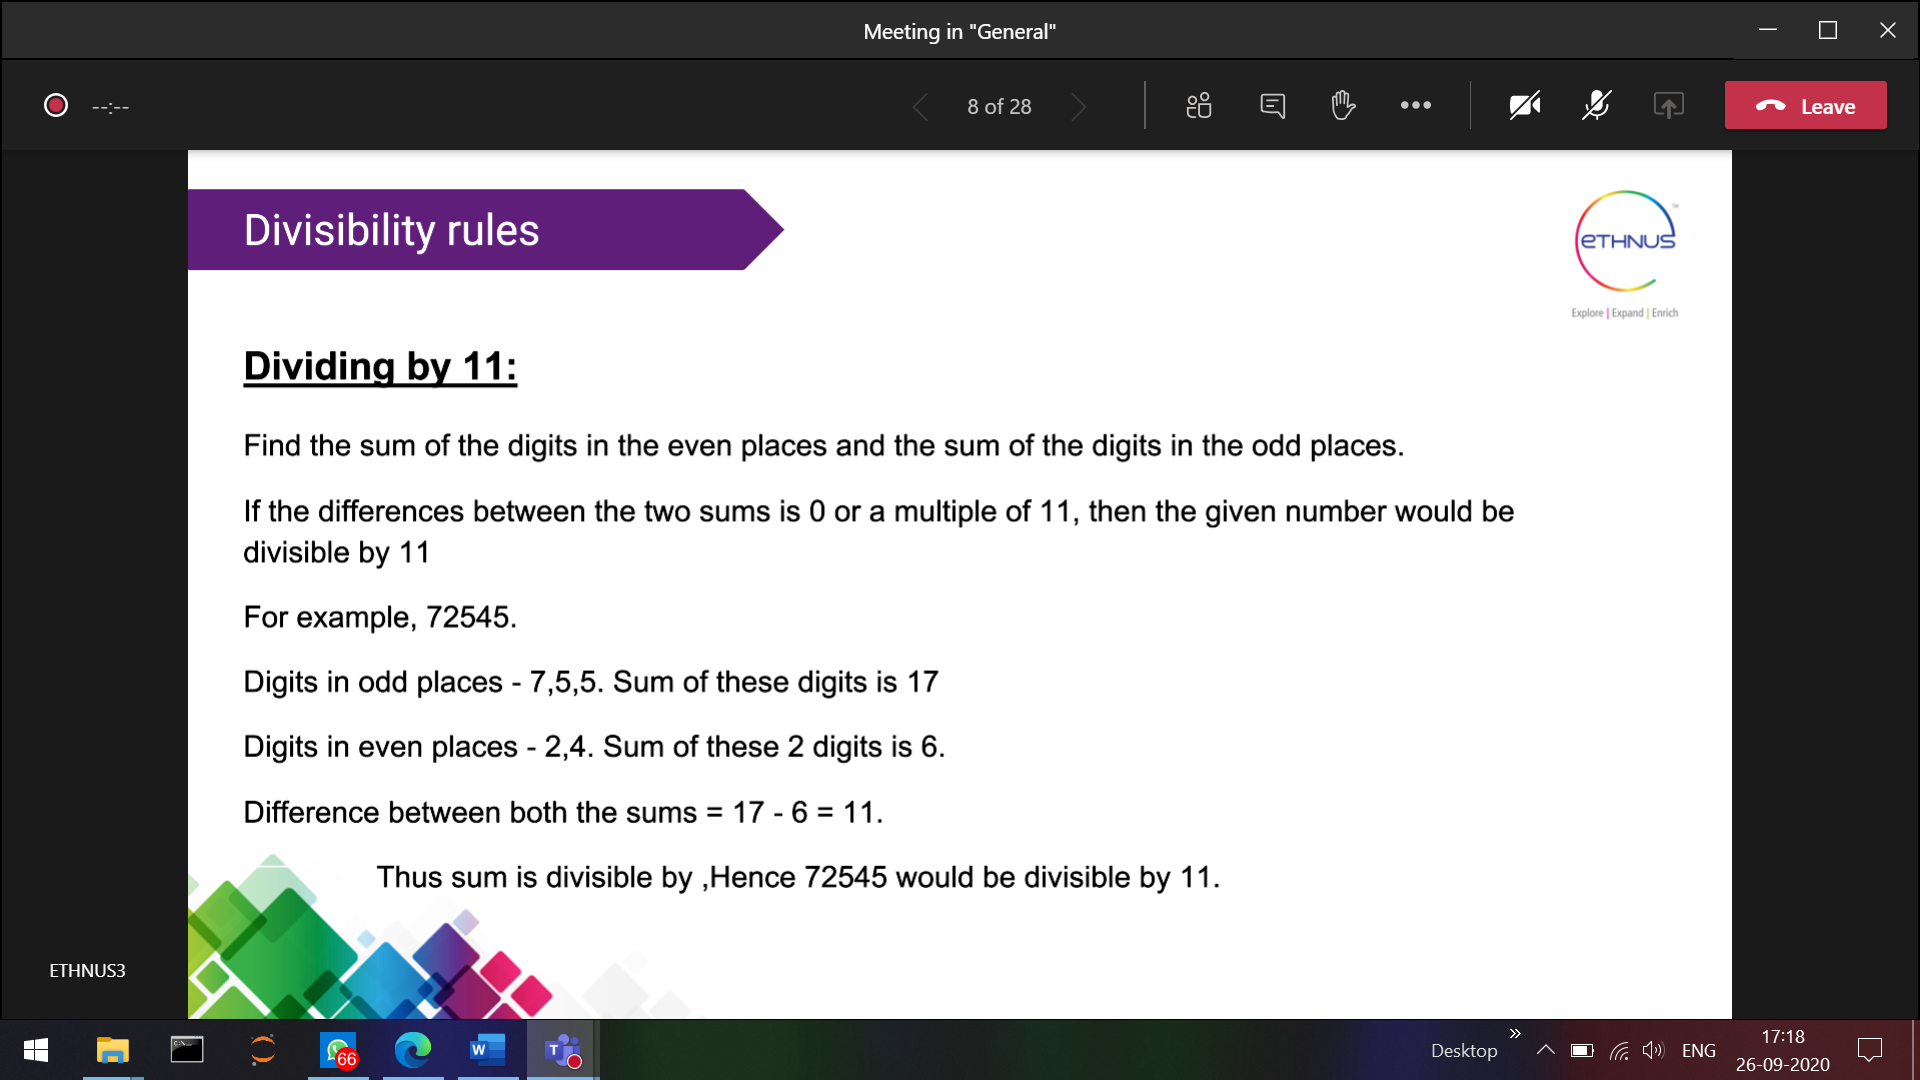 Meeting in "General"
--:--
8 of 28
Leave
Divisibility rules
eTHNUS
TM
Explore | Expand | Enrich
Dividing by 11:
Find the sum of the digits in the even places and the sum of the digits in the odd places.
If the differences between the two sums is 0 or a multiple of 11, then the given number would be
divisible by 11
For example, 72545.
Digits in odd places - 7,5,5. Sum of these digits is 17
Digits in even places - 2,4. Sum of these 2 digits is 6.
Difference between both the sums = 17 - 6 = 11.
Thus sum is divisible by ,Hence 72545 would be divisible by 11.
ETHNUS3
66
W
T
Desktop
ENG
17:18
26-09-2020